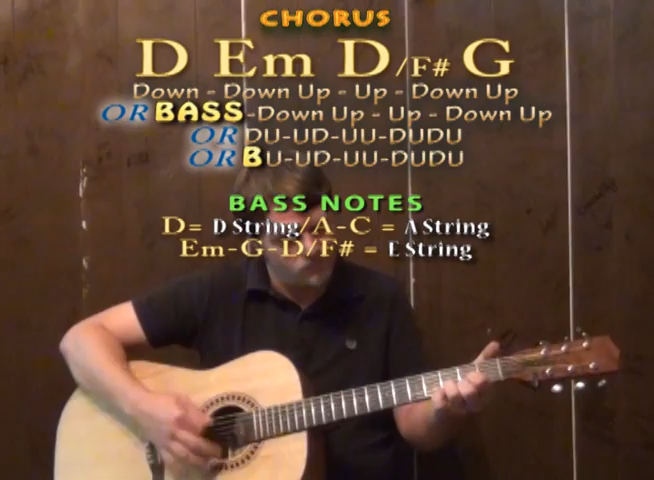 CHORUS
D Em D/F# G
Down - Down Up - Up - Down Up
OR BASS-Down Up - Up - Down Up
OR DU-UD-UU-DUDU
OR BU-UD-UU-DUDU
BASS NOTES
D= D String/A-C = A String
Em-G-D/F# = E String